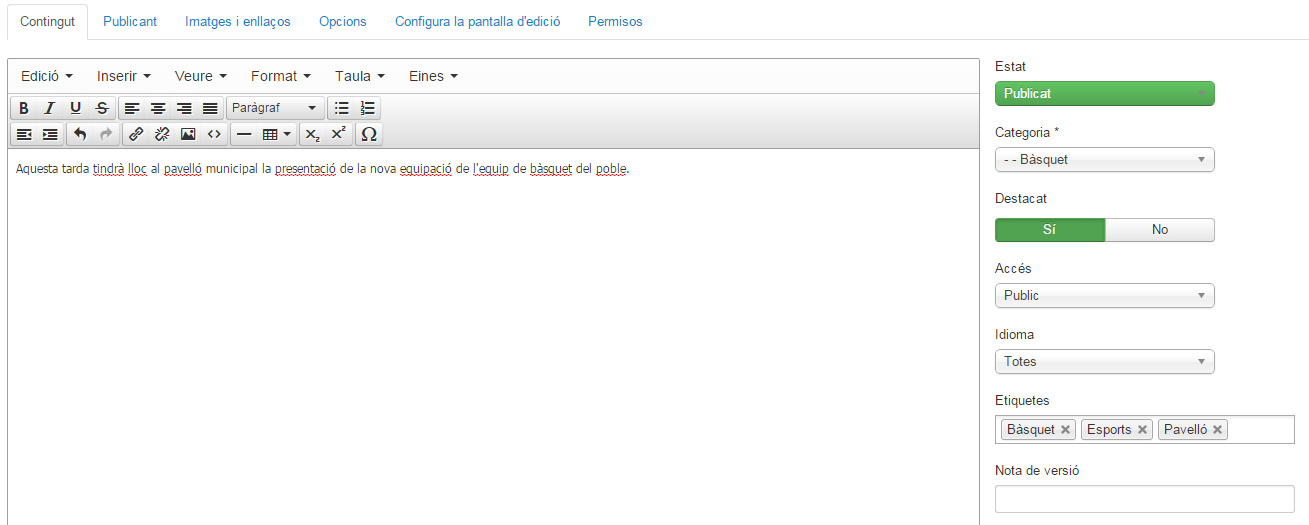 Contingut Publicant Imatges i enllaços Opcions Configura la pantalla d'edició Permisos
Edició Inserir Veure Format Taula Eines
B I U S Paràgraf
X₂ X² Ω
Aquesta tarda tindrà lloc al pavelló municipal la presentació de la nova equipació de l'equip de bàsquet del poble.
Estat
Publicat
Categoria *
- - Bàsquet
Destacat
Sí No
Accés
Public
Idioma
Totes
Etiquetes
Bàsquet Esports Pavelló
Nota de versió